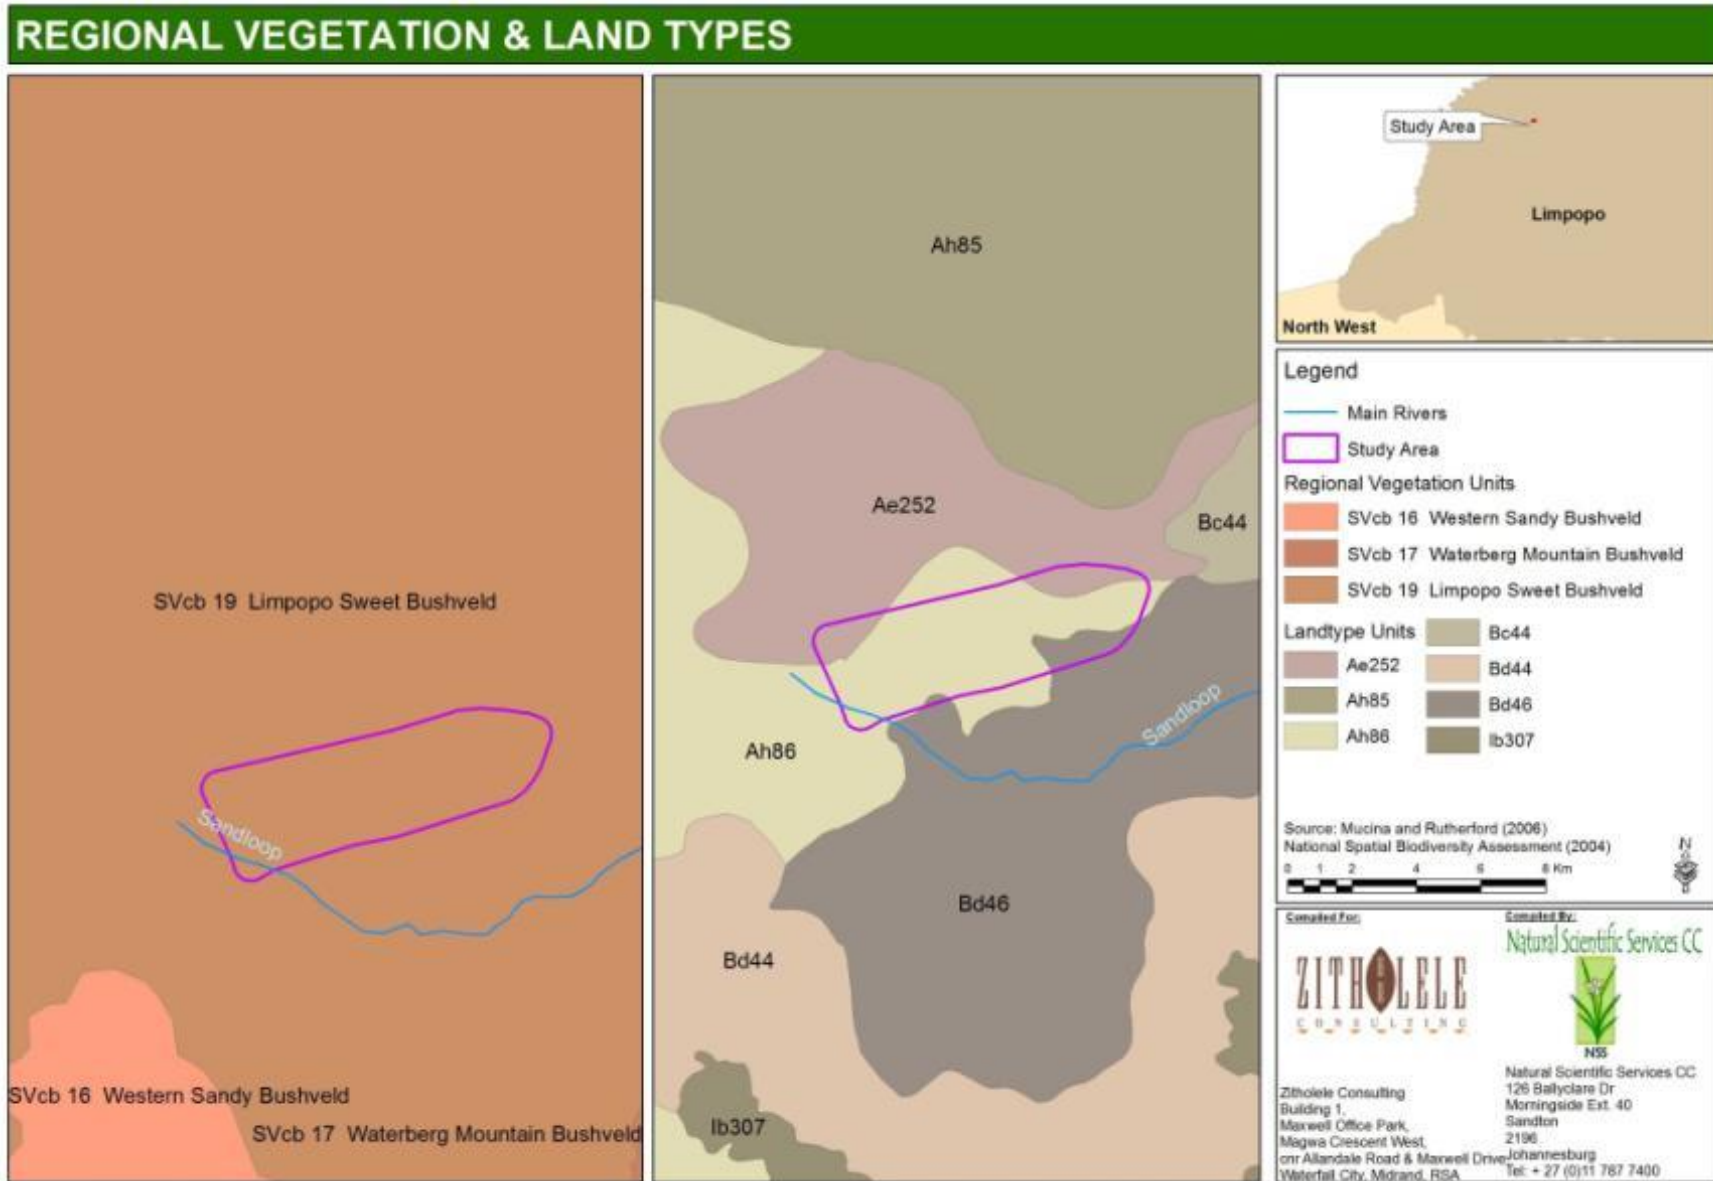 REGIONAL VEGETATION & LAND TYPES
SVcb 19 Limpopo Sweet Bushveld
Sandloop
SVcb 16 Western Sandy Bushveld
SVcb 17 Waterberg Mountain Bushveld
Ah85
Ae252
Bc44
Sandloop
Ah86
Bd46
Bd44
Ib307
Study Area
Limpopo
North West
Legend
Main Rivers
Study Area
Regional Vegetation Units
SVcb 16 Western Sandy Bushveld
SVcb 17 Waterberg Mountain Bushveld
SVcb 19 Limpopo Sweet Bushveld
Landtype Units
Ae252
Ah85
Ah86
Bc44
Bd44
Bd46
Ib307
Source: Mucina and Rutherford (2006)
National Spatial Biodiversity Assessment (2004)
0 1 2 4 6 8 Km
N
Compiled For:
ZITHOLELE
CONSULTING
Zitholele Consulting
Building 1,
Maxwell Office Park,
Magwa Crescent West,
cnr Allandale Road & Maxwell Drive
Waterfall City, Midrand, RSA
Compiled By:
Natural Scientific Services CC
NSS
Natural Scientific Services CC
126 Ballyclare Dr
Morningside Ext. 40
Sandton
2196
Johannesburg
Tel: + 27 (0)11 787 7400